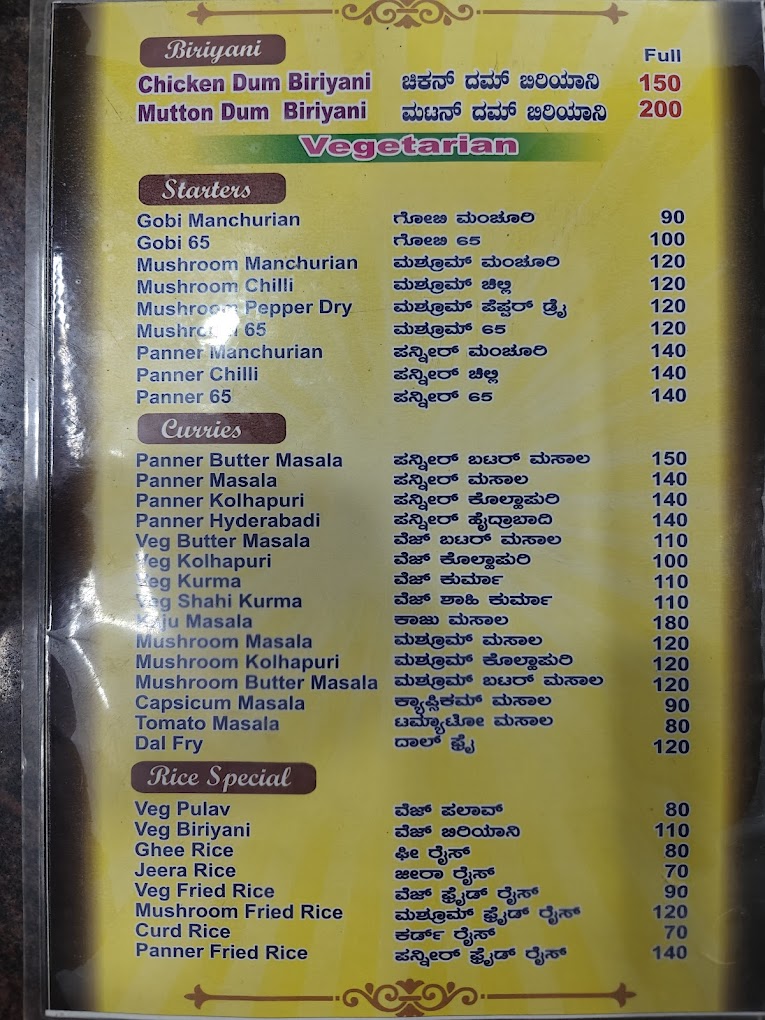 Biriyani
Full
Chicken Dum Biriyani ಚಿಕನ್ ದಮ್ ಬಿರಿಯಾನಿ 150
Mutton Dum Biriyani ಮಟನ್ ದಮ್ ಬಿರಿಯಾನಿ 200
Vegetarian
Starters
Gobi Manchurian ಗೋಬಿ ಮಂಚೂರಿ 90
Gobi 65 ಗೋಬಿ 65 100
Mushroom Manchurian ಮಶ್ರೂಮ್ ಮಂಚೂರಿ 120
Mushroom Chilli ಮಶ್ರೂಮ್ ಚಿಲ್ಲಿ 120
Mushroom Pepper Dry ಮಶ್ರೂಮ್ ಪೆಪ್ಪರ್ ಡ್ರೈ 120
Mushroom 65 ಮಶ್ರೂಮ್ 65 120
Panner Manchurian ಪನ್ನೀರ್ ಮಂಚೂರಿ 140
Panner Chilli ಪನ್ನೀರ್ ಚಿಲ್ಲಿ 140
Panner 65 ಪನ್ನೀರ್ 65 140
Curries
Panner Butter Masala ಪನ್ನೀರ್ ಬಟರ್ ಮಸಾಲ 150
Panner Masala ಪನ್ನೀರ್ ಮಸಾಲ 140
Panner Kolhapuri ಪನ್ನೀರ್ ಕೊಲ್ಹಾಪುರಿ 140
Panner Hyderabadi ಪನ್ನೀರ್ ಹೈದ್ರಾಬಾದಿ 140
Veg Butter Masala ವೆಜ್ ಬಟರ್ ಮಸಾಲ 110
Veg Kolhapuri ವೆಜ್ ಕೊಲ್ಹಾಪುರಿ 100
Veg Kurma ವೆಜ್ ಕುರ್ಮಾ 110
Veg Shahi Kurma ವೆಜ್ ಶಾಹಿ ಕುರ್ಮಾ 110
Kaju Masala ಕಾಜು ಮಸಾಲ 180
Mushroom Masala ಮಶ್ರೂಮ್ ಮಸಾಲ 120
Mushroom Kolhapuri ಮಶ್ರೂಮ್ ಕೊಲ್ಹಾಪುರಿ 120
Mushroom Butter Masala ಮಶ್ರೂಮ್ ಬಟರ್ ಮಸಾಲ 120
Capsicum Masala ಕ್ಯಾಪ್ಸಿಕಮ್ ಮಸಾಲ 90
Tomato Masala ಟಮ್ಯಾಟೋ ಮಸಾಲ 80
Dal Fry ದಾಲ್ ಫ್ರೈ 120
Rice Special
Veg Pulav ವೆಜ್ ಪಲಾವ್ 80
Veg Biriyani ವೆಜ್ ಬಿರಿಯಾನಿ 110
Ghee Rice ಘೀ ರೈಸ್ 80
Jeera Rice ಜೀರಾ ರೈಸ್ 70
Veg Fried Rice ವೆಜ್ ಫ್ರೈಡ್ ರೈಸ್ 90
Mushroom Fried Rice ಮಶ್ರೂಮ್ ಫ್ರೈಡ್ ರೈಸ್ 120
Curd Rice ಕರ್ಡ್ ರೈಸ್ 70
Panner Fried Rice ಪನ್ನೀರ್ ಫ್ರೈಡ್ ರೈಸ್ 140